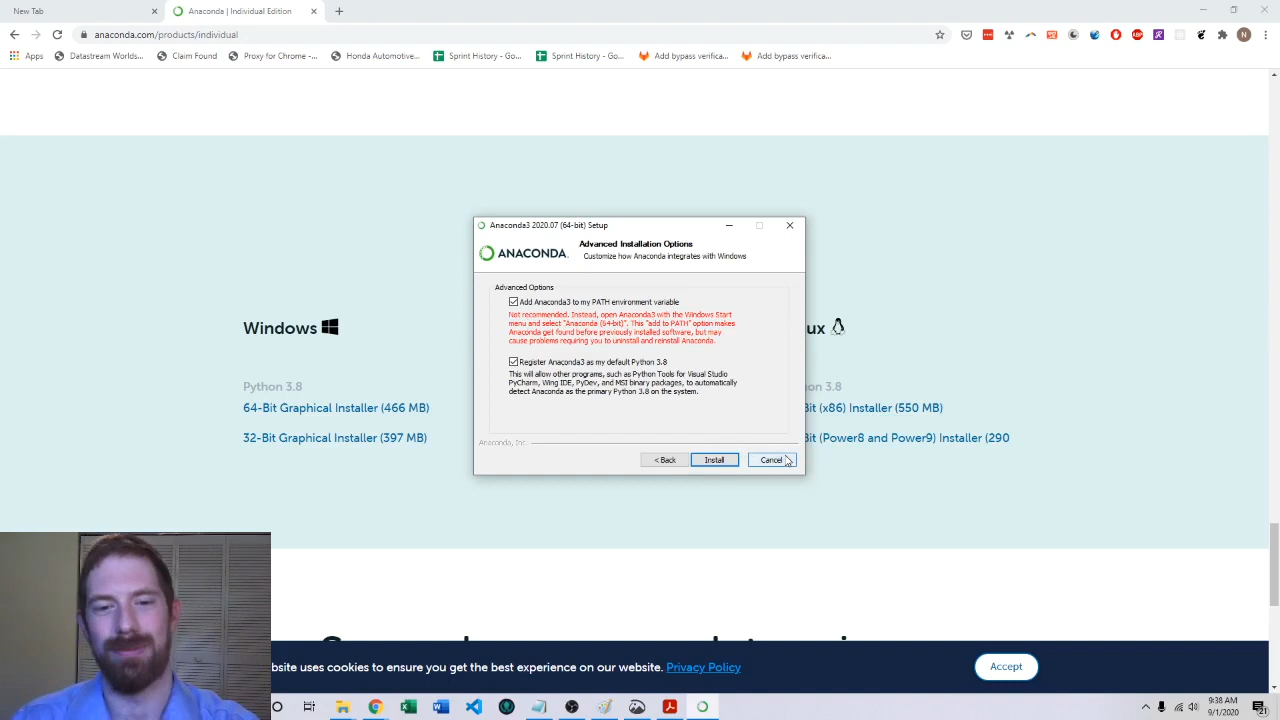 New Tab
Anaconda | Individual Edition
anaconda.com/products/individual
Apps
Datastream Worlds...
Claim Found
Proxy for Chrome -...
Honda Automotive...
Sprint History - Go...
Sprint History - Go...
Add bypass verifica...
Add bypass verifica...
Anaconda3 2020.07 (64-bit) Setup
ANACONDA.
Advanced Installation Options
Customize how Anaconda integrates with Windows
Advanced Options
Add Anaconda3 to my PATH environment variable
Not recommended. Instead, open Anaconda3 with the Windows Start
menu and select "Anaconda (64-bit)". This "add to PATH" option makes
Anaconda get found before previously installed software, but may
cause problems requiring you to uninstall and reinstall Anaconda.
Register Anaconda3 as my default Python 3.8
This will allow other programs, such as Python Tools for Visual Studio
PyCharm, Wing IDE, PyDev, and MSI binary packages, to automatically
detect Anaconda as the primary Python 3.8 on the system.
Anaconda, Inc.
< Back
Install
Cancel
Windows
Python 3.8
64-Bit Graphical Installer (466 MB)
32-Bit Graphical Installer (397 MB)
ux
on 3.8
Bit (x86) Installer (550 MB)
Bit (Power8 and Power9) Installer (290
bsite uses cookies to ensure you get the best experience on our website. Privacy Policy
Accept
9:38 AM
9/1/2020